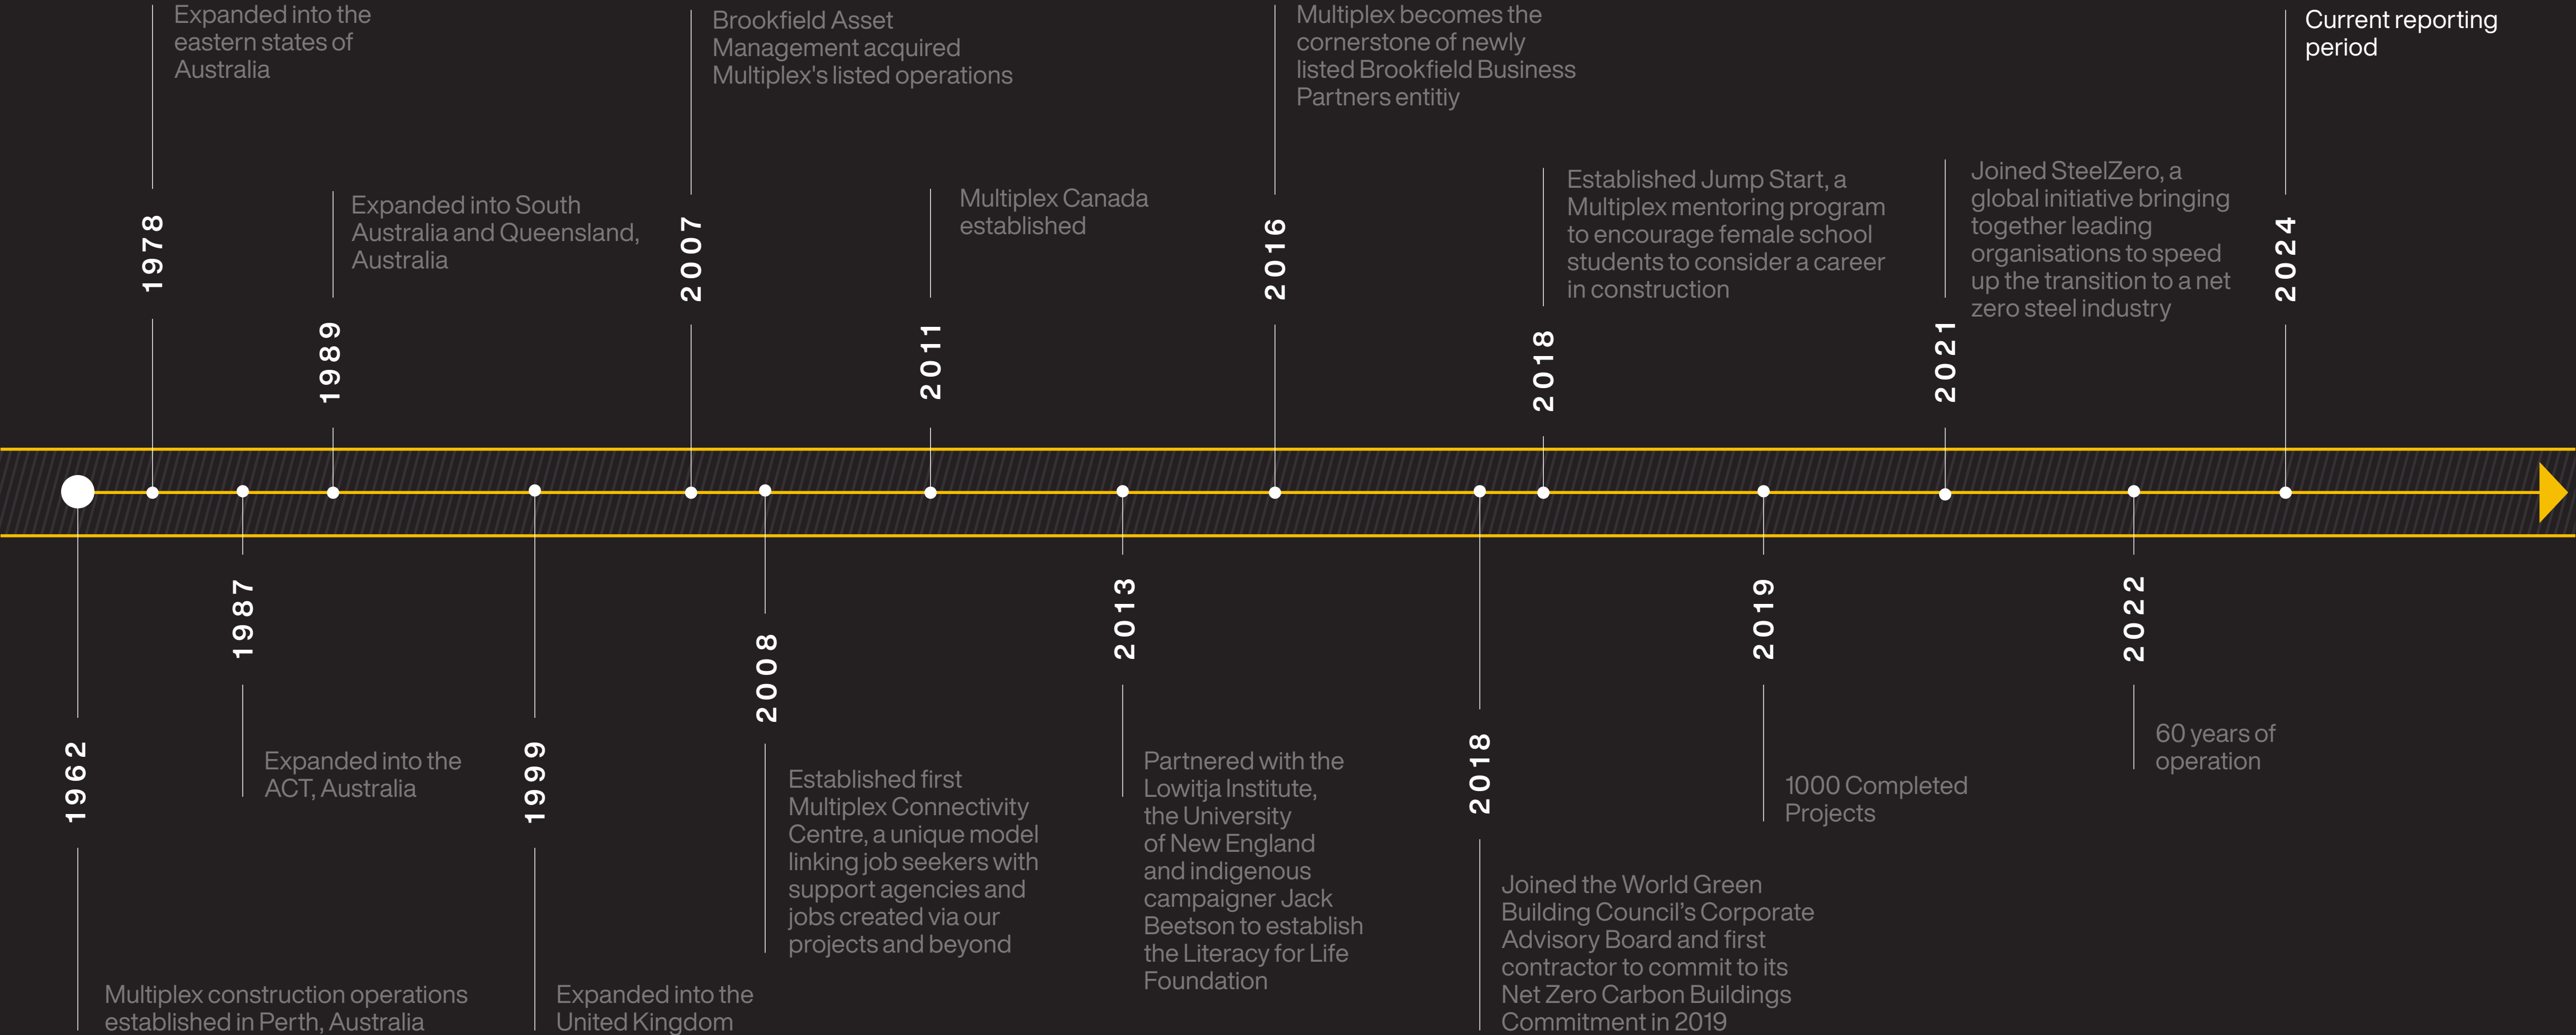 1962
Multiplex construction operations
established in Perth, Australia
1978
Expanded into the
eastern states of
Australia
1987
Expanded into the
ACT, Australia
1989
Expanded into South
Australia and Queensland,
Australia
1999
Expanded into the
United Kingdom
2007
Brookfield Asset
Management acquired
Multiplex's listed operations
2008
Established first
Multiplex Connectivity
Centre, a unique model
linking job seekers with
support agencies and
jobs created via our
projects and beyond
2011
Multiplex Canada
established
2013
Partnered with the
Lowitja Institute,
the University
of New England
and indigenous
campaigner Jack
Beetson to establish
the Literacy for Life
Foundation
2016
Multiplex becomes the
cornerstone of newly
listed Brookfield Business
Partners entitiy
2018
Joined the World Green
Building Council’s Corporate
Advisory Board and first
contractor to commit to its
Net Zero Carbon Buildings
Commitment in 2019
2018
Established Jump Start, a
Multiplex mentoring program
to encourage female school
students to consider a career
in construction
2019
1000 Completed
Projects
2021
Joined SteelZero, a
global initiative bringing
together leading
organisations to speed
up the transition to a net
zero steel industry
2022
60 years of
operation
2024
Current reporting
period